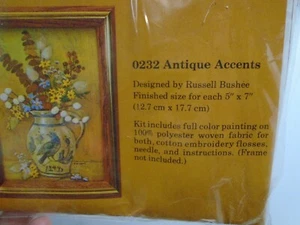 0232 Antique Accents
Designed by Russell Bushee
Finished size for each 5" x 7"
(12.7 cm x 17.7 cm)
Kit includes full color painting on
100% polyester woven fabric for
both, cotton embroidery flosses,
needle, and instructions. (Frame
not included.)